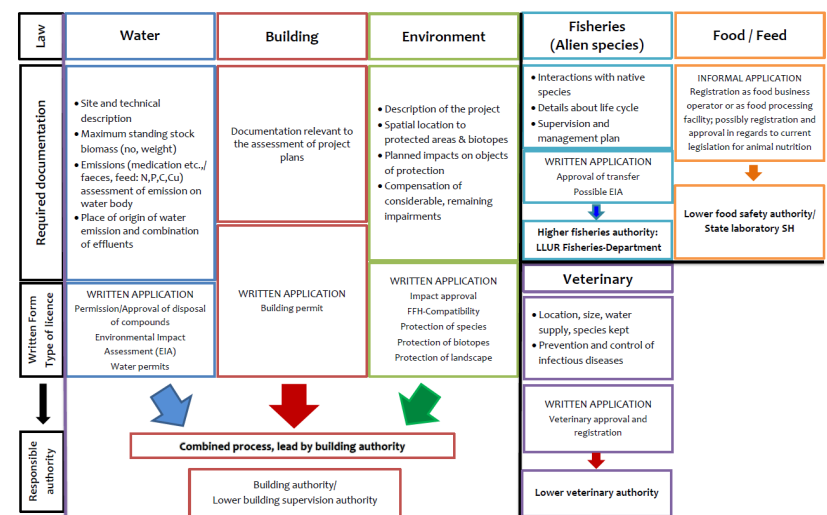 Law
Water
Building
Environment
Fisheries
(Alien species)
Food / Feed
Required documentation
• Site and technical
description
• Maximum standing stock
biomass (no, weight)
• Emissions (medication etc.,/
faeces, feed: N,P,C,Cu)
assessment of emission on
water body
• Place of origin of water
emission and combination
of effluents
Documentation relevant to
the assessment of project
plans
• Description of the project
• Spatial location to
protected areas & biotopes
• Planned impacts on objects
of protection
• Compensation of
considerable, remaining
impairments
• Interactions with native
species
• Details about life cycle
• Supervision and
management plan
WRITTEN APPLICATION
Approval of transfer
Possible EIA
Higher fisheries authority:
LLUR Fisheries-Department
INFORMAL APPLICATION
Registration as food business
operator or as food processing
facility; possibly registration and
approval in regards to current
legislation for animal nutrition
Lower food safety authority/
State laboratory SH
Written Form
Type of licence
WRITTEN APPLICATION
Permission/Approval of disposal
of compounds
Environmental Impact
Assessment (EIA)
Water permits
WRITTEN APPLICATION
Building permit
WRITTEN APPLICATION
Impact approval
FFH-Compatibility
Protection of species
Protection of biotopes
Protection of landscape
Veterinary
• Location, size, water
supply, species kept
• Prevention and control of
infectious diseases
WRITTEN APPLICATION
Veterinary approval and
registration
Lower veterinary authority
Responsible
authority
Combined process, lead by building authority
Building authority/
Lower building supervision authority